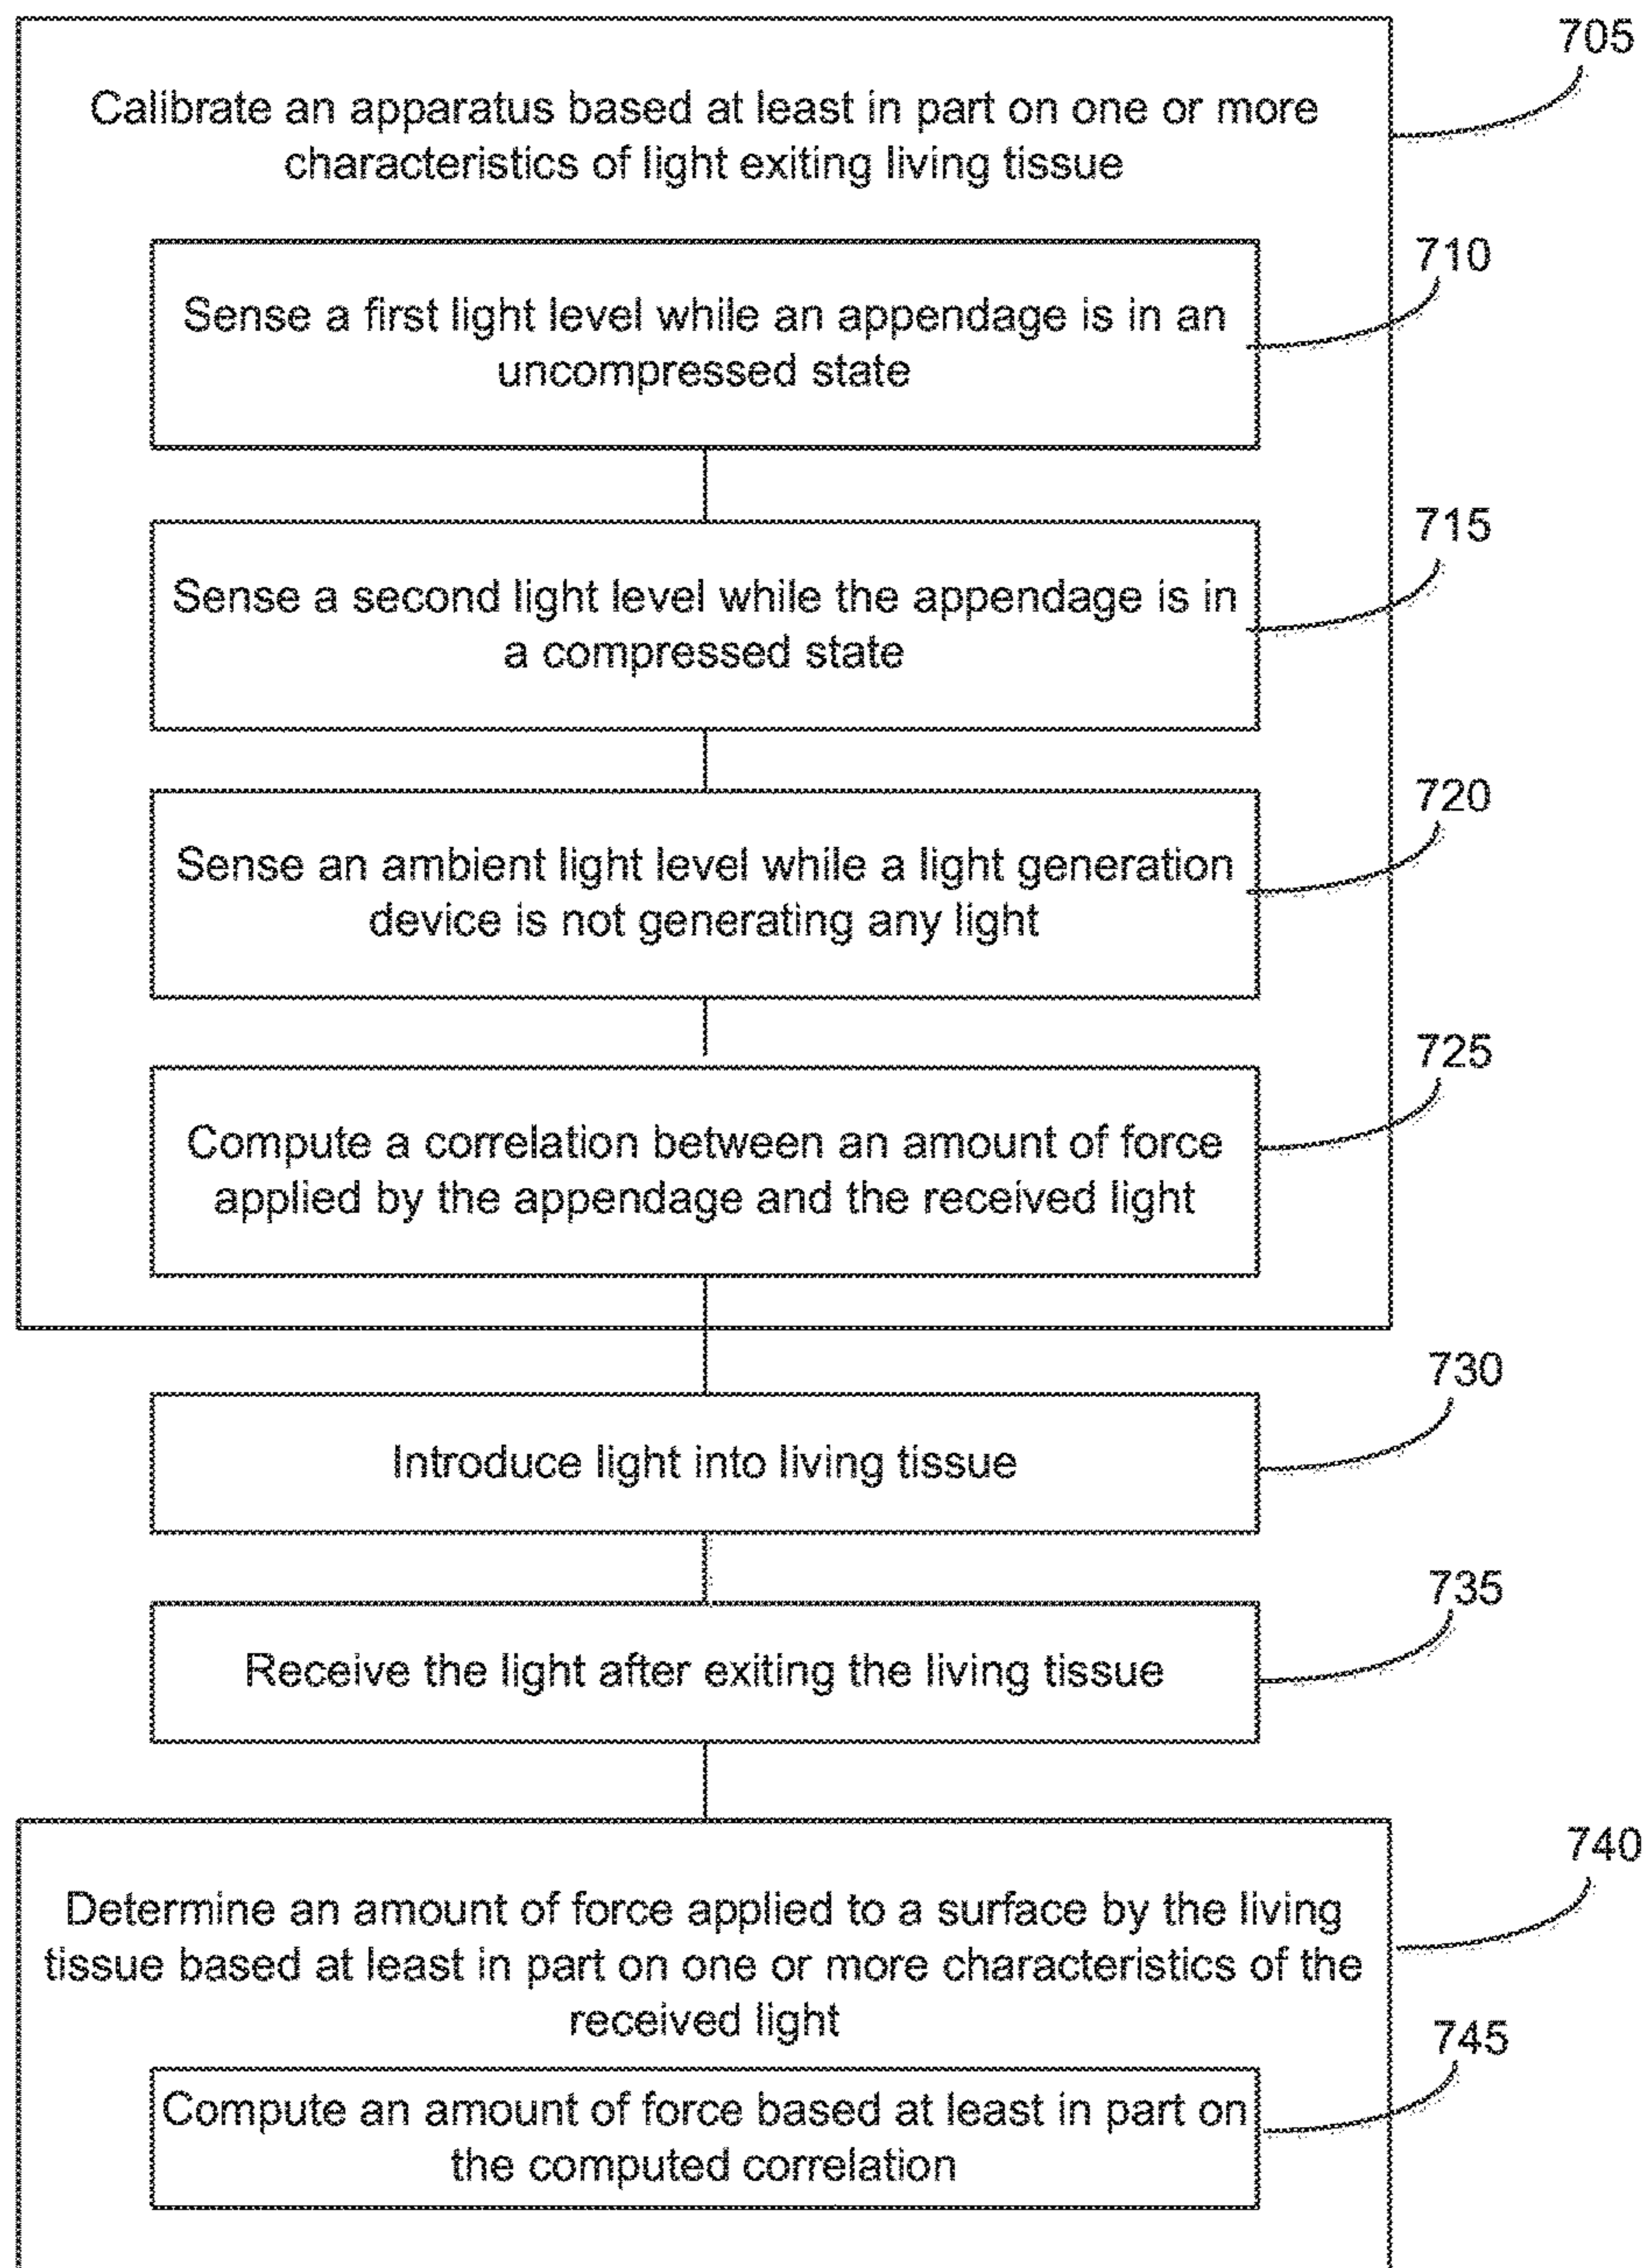 705
Calibrate an apparatus based at least in part on one or more
characteristics of light exiting living tissue
710
Sense a first light level while an appendage is in an
uncompressed state
715
Sense a second light level while the appendage is in
a compressed state
720
Sense an ambient light level while a light generation
device is not generating any light
725
Compute a correlation between an amount of force
applied by the appendage and the received light
730
Introduce light into living tissue
735
Receive the light after exiting the living tissue
740
Determine an amount of force applied to a surface by the living
tissue based at least in part on one or more characteristics of the
received light
745
Compute an amount of force based at least in part on
the computed correlation